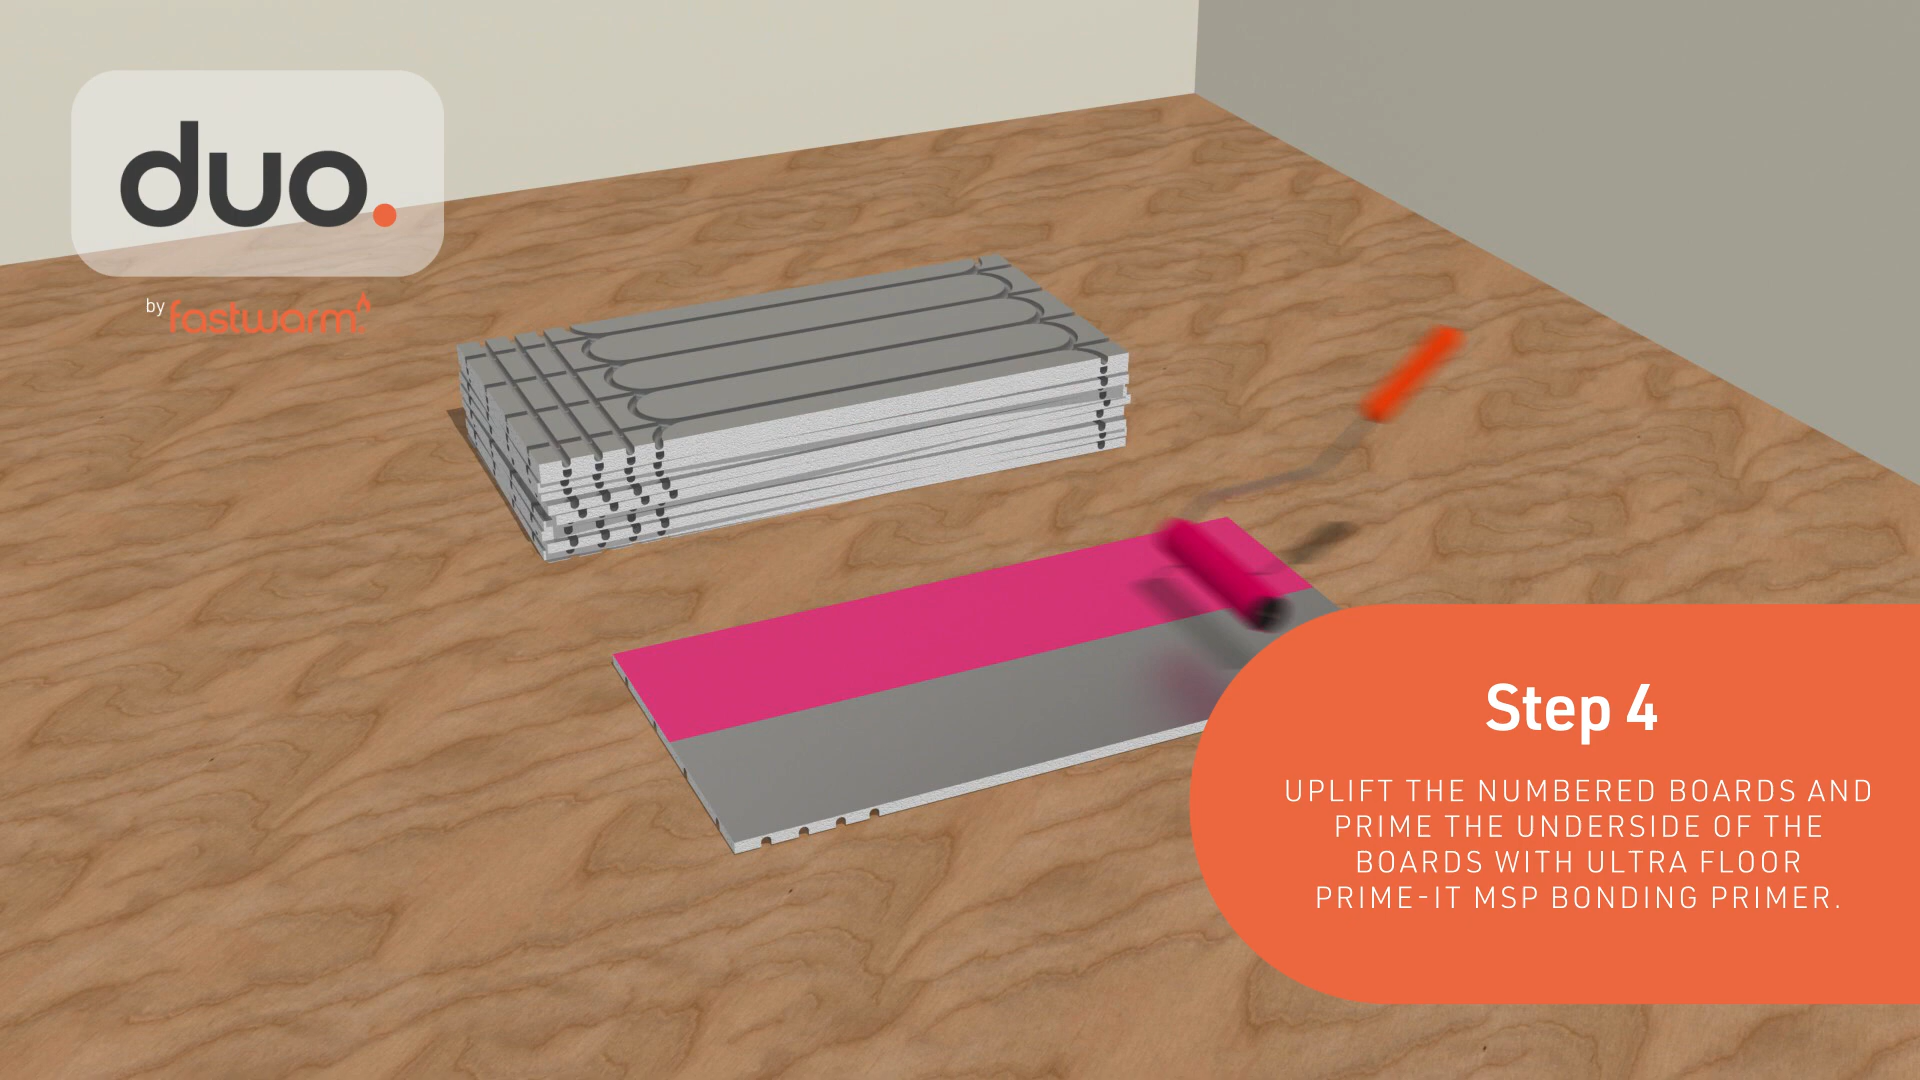 duo.
by fastwarm
Step 4
UPLIFT THE NUMBERED BOARDS AND
PRIME THE UNDERSIDE OF THE
BOARDS WITH ULTRA FLOOR
PRIME-IT MSP BONDING PRIMER.